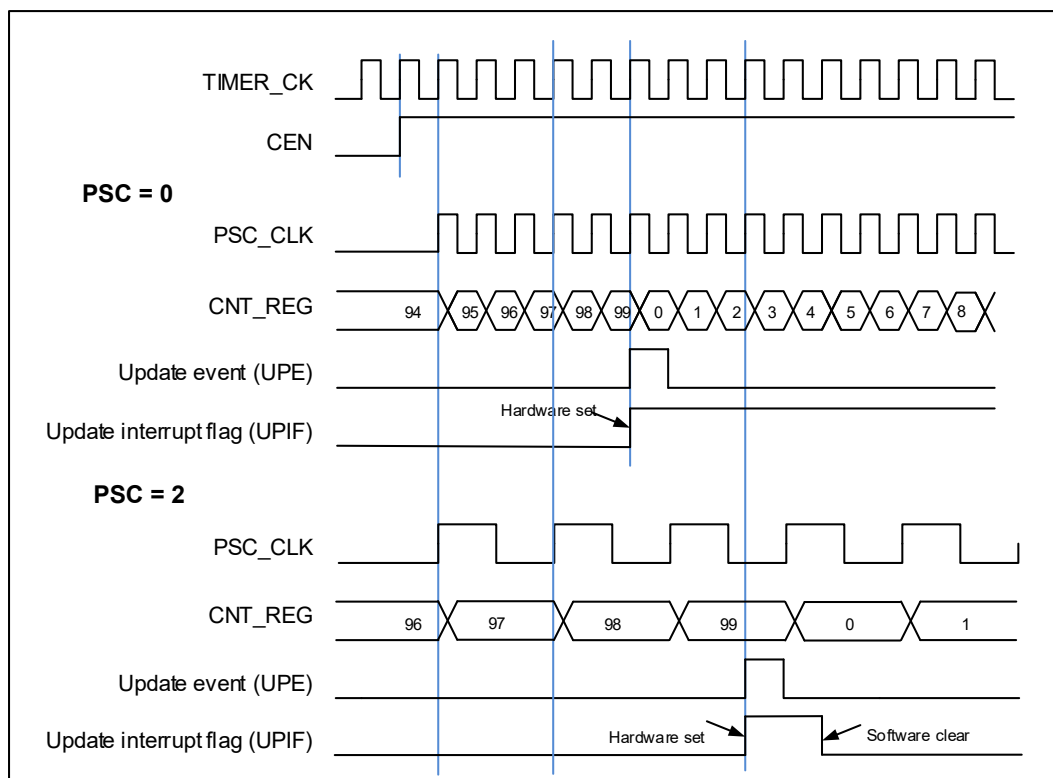 TIMER_CK
CEN
PSC = 0
PSC_CLK
CNT_REG
94 95 96 97 98 99 0 1 2 3 4 5 6 7 8
Update event (UPE)
Hardware set
Update interrupt flag (UPIF)
PSC = 2
PSC_CLK
CNT_REG
96 97 98 99 0 1
Update event (UPE)
Update interrupt flag (UPIF)
Hardware set
Software clear